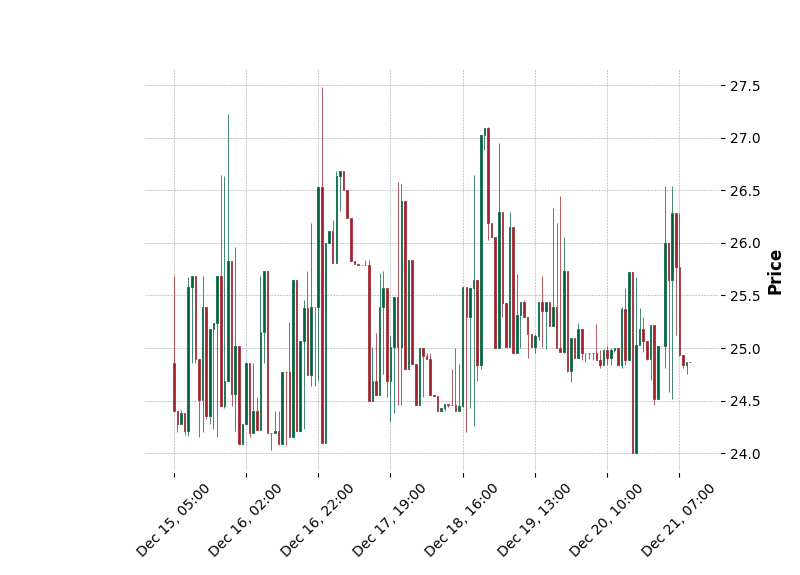 27.5
27.0
26.5
26.0
25.5
25.0
24.5
24.0
Price
Dec 15, 05:00
Dec 16, 02:00
Dec 16, 22:00
Dec 17, 19:00
Dec 18, 16:00
Dec 19, 13:00
Dec 20, 10:00
Dec 21, 07:00